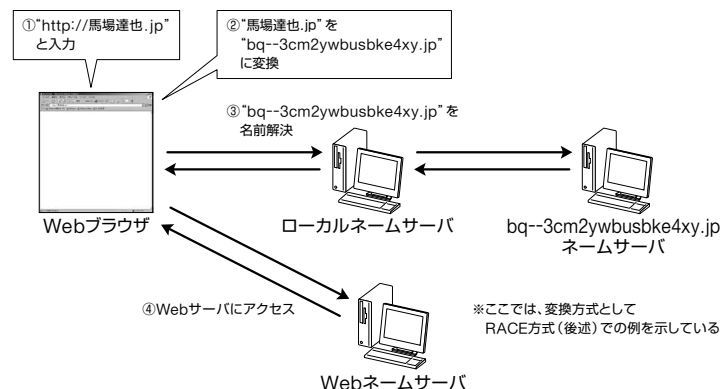 ①“http://馬場達也.jp”
と入力
②“馬場達也.jp”を
“bq--3cm2ywbusbke4xy.jp”
に変換
③“bq--3cm2ywbusbke4xy.jp”を
名前解決
Webブラウザ
ローカルネームサーバ
bq--3cm2ywbusbke4xy.jp
ネームサーバ
④Webサーバにアクセス
※ここでは、変換方式として
RACE方式（後述）での例を示している
Webネームサーバ